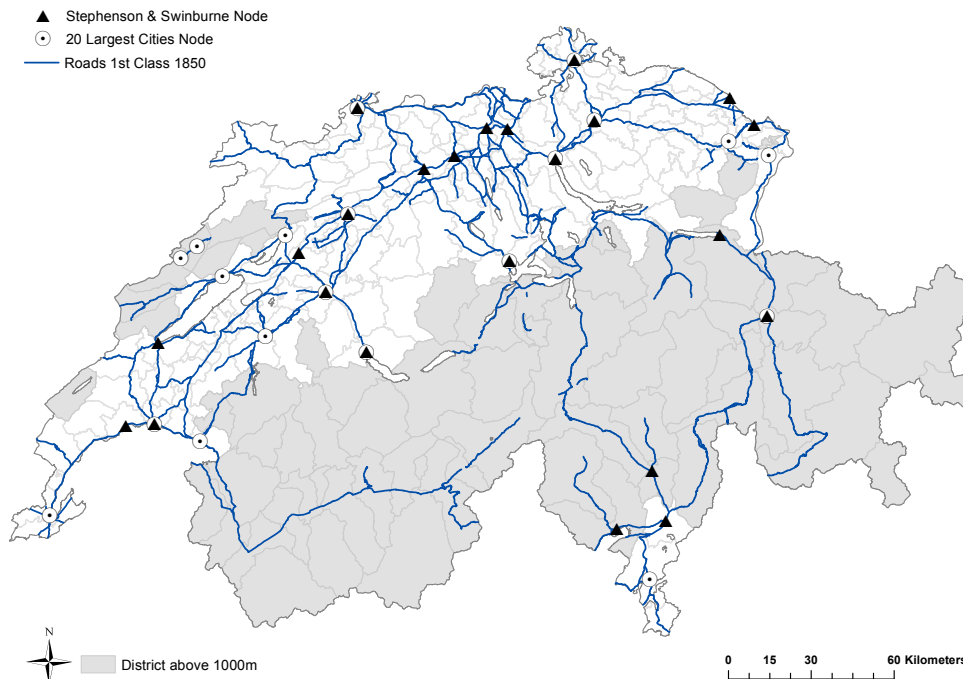 Stephenson & Swinburne Node
20 Largest Cities Node
Roads 1st Class 1850
N
District above 1000m
0 15 30 60 Kilometers